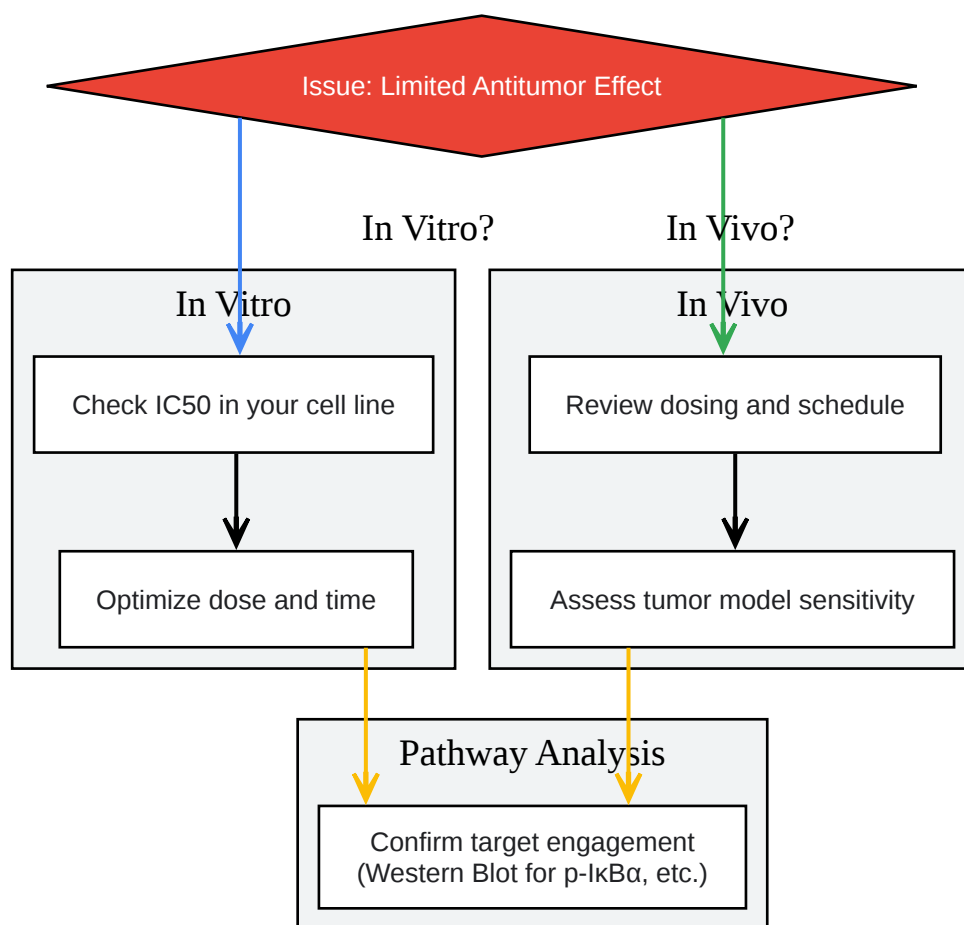 Issue: Limited Antitumor Effect
In Vitro?
In Vivo?
In Vitro
In Vivo
Check IC50 in your cell line
Review dosing and schedule
Optimize dose and time
Assess tumor model sensitivity
Pathway Analysis
Confirm target engagement
(Western Blot for p-IκBα, etc.)